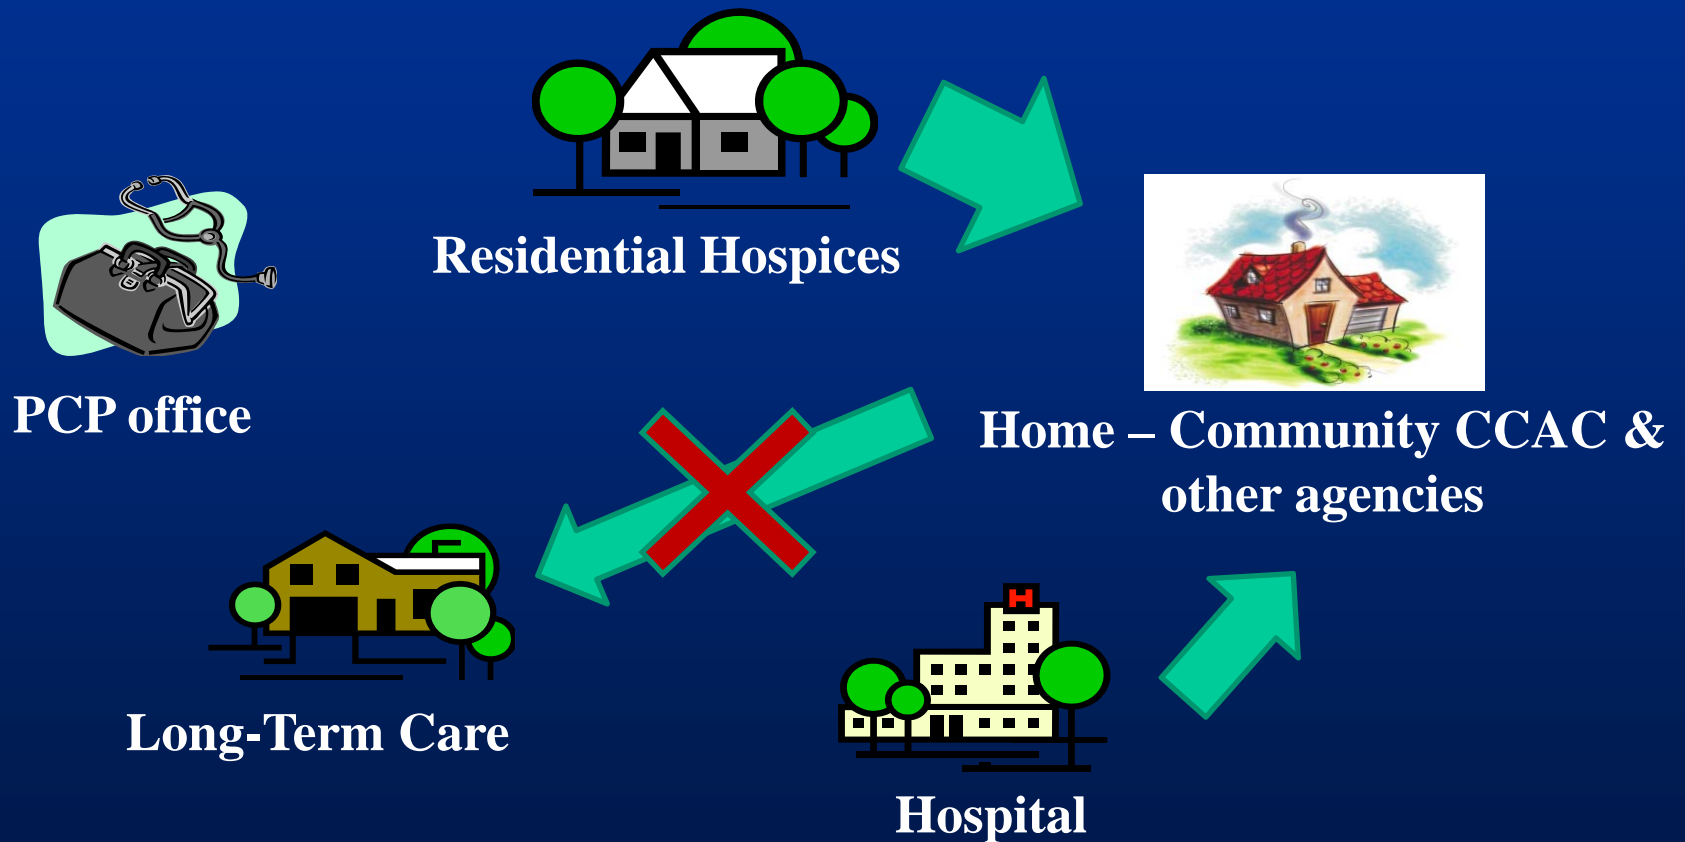 Residential Hospices
PCP office
Home – Community CCAC &
other agencies
Long-Term Care
H
Hospital